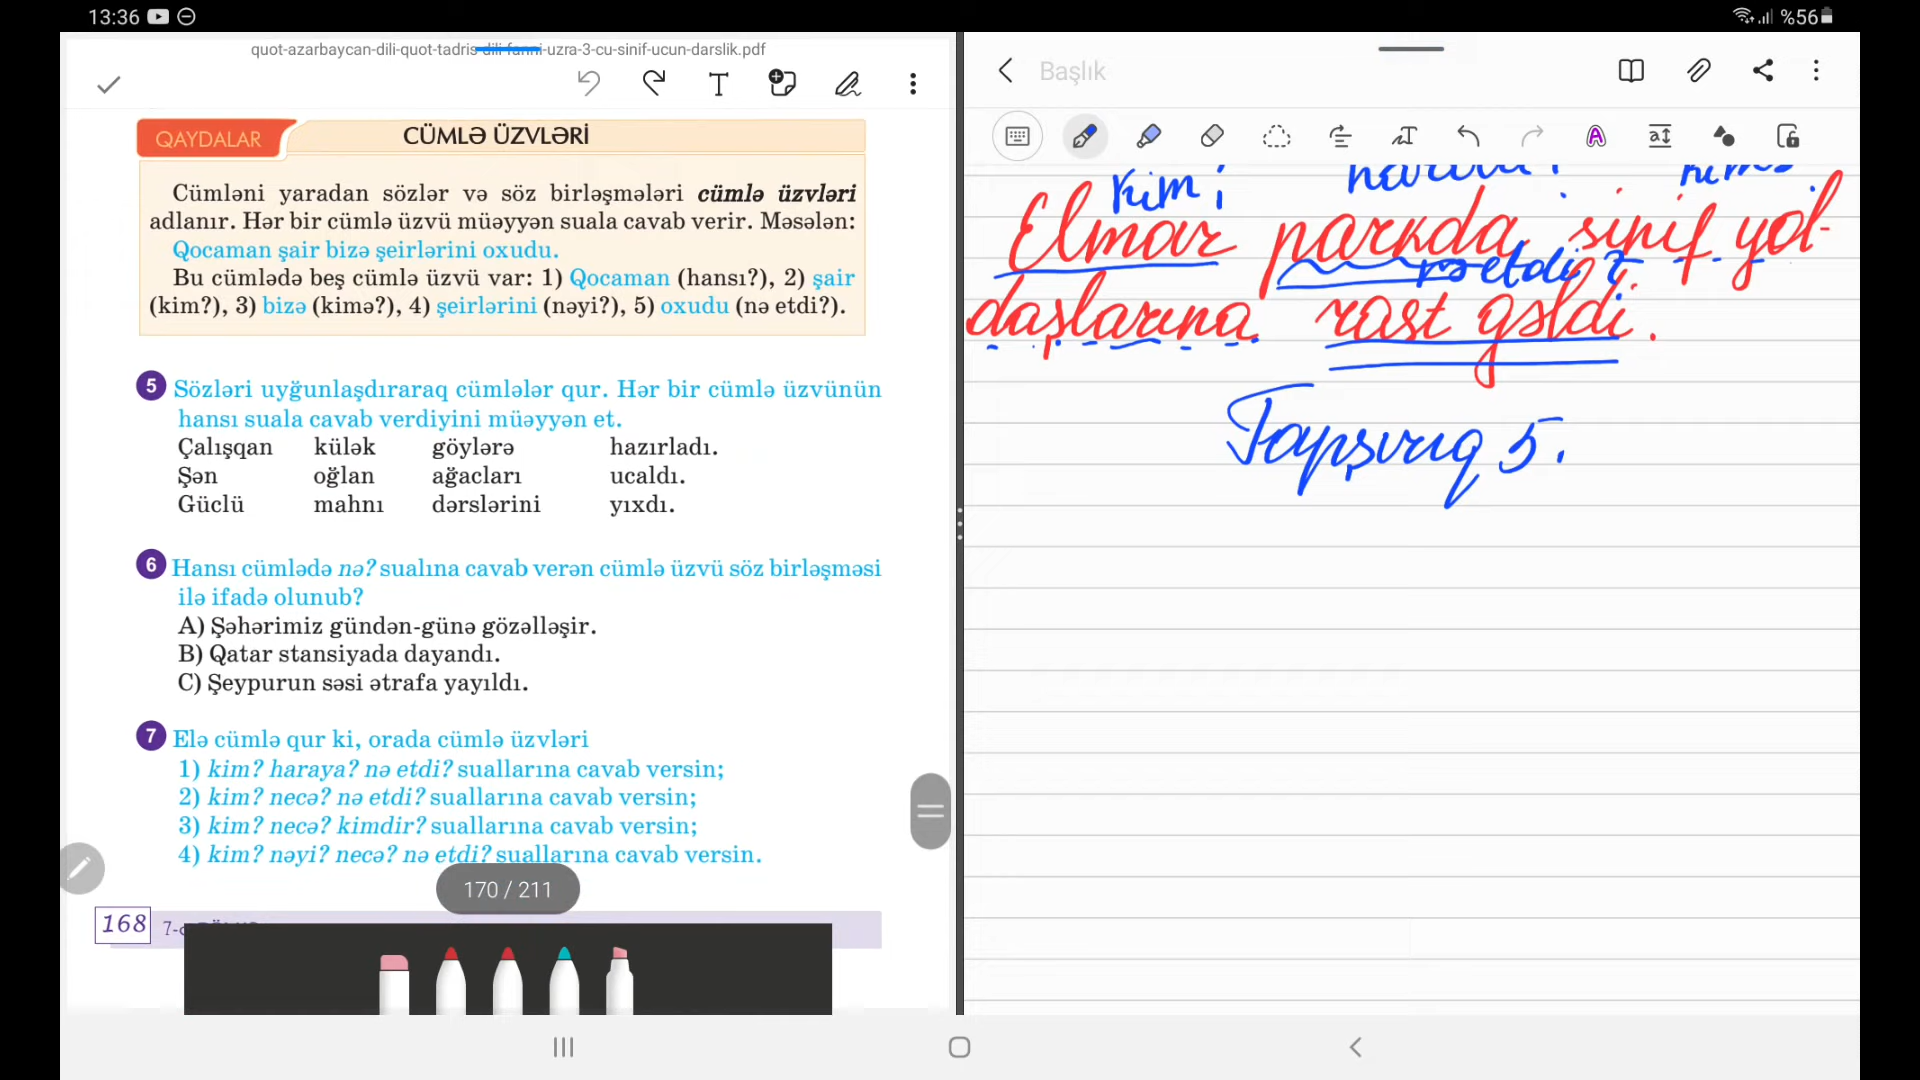 13:36
%56
quot-azarbaycan-dili-quot-tadris-dili-fanni-uzra-3-cu-sinif-ucun-darslik.pdf
QAYDALAR
CÜMLƏ ÜZVLƏRİ
Cümləni yaradan sözlər və söz birləşmələri cümlə üzvləri
adlanır. Hər bir cümlə üzvü müəyyən suala cavab verir. Məsələn:
Qocaman şair bizə şeirlərini oxudu.
Bu cümlədə beş cümlə üzvü var: 1) Qocaman (hansı?), 2) şair
(kim?), 3) bizə (kimə?), 4) şeirlərini (nəyi?), 5) oxudu (nə etdi?).
5 Sözləri uyğunlaşdıraraq cümlələr qur. Hər bir cümlə üzvünün
hansı suala cavab verdiyini müəyyən et.
Çalışqan külək göylərə hazırladı.
Şən oğlan ağacları ucaldı.
Güclü mahnı dərslərini yıxdı.
6 Hansı cümlədə nə? sualına cavab verən cümlə üzvü söz birləşməsi
ilə ifadə olunub?
A) Şəhərimiz gündən-günə gözəlləşir.
B) Qatar stansiyada dayandı.
C) Şeypurun səsi ətrafa yayıldı.
7 Elə cümlə qur ki, orada cümlə üzvləri
1) kim? haraya? nə etdi? suallarına cavab versin;
2) kim? necə? nə etdi? suallarına cavab versin;
3) kim? necə? kimdir? suallarına cavab versin;
4) kim? nəyi? necə? nə etdi? suallarına cavab versin.
170 / 211
168
Başlık
kim?
Elmar parkda sinif yol-
nə etdi?
daşlarına rast gəldi.
Tapşırıq 5.